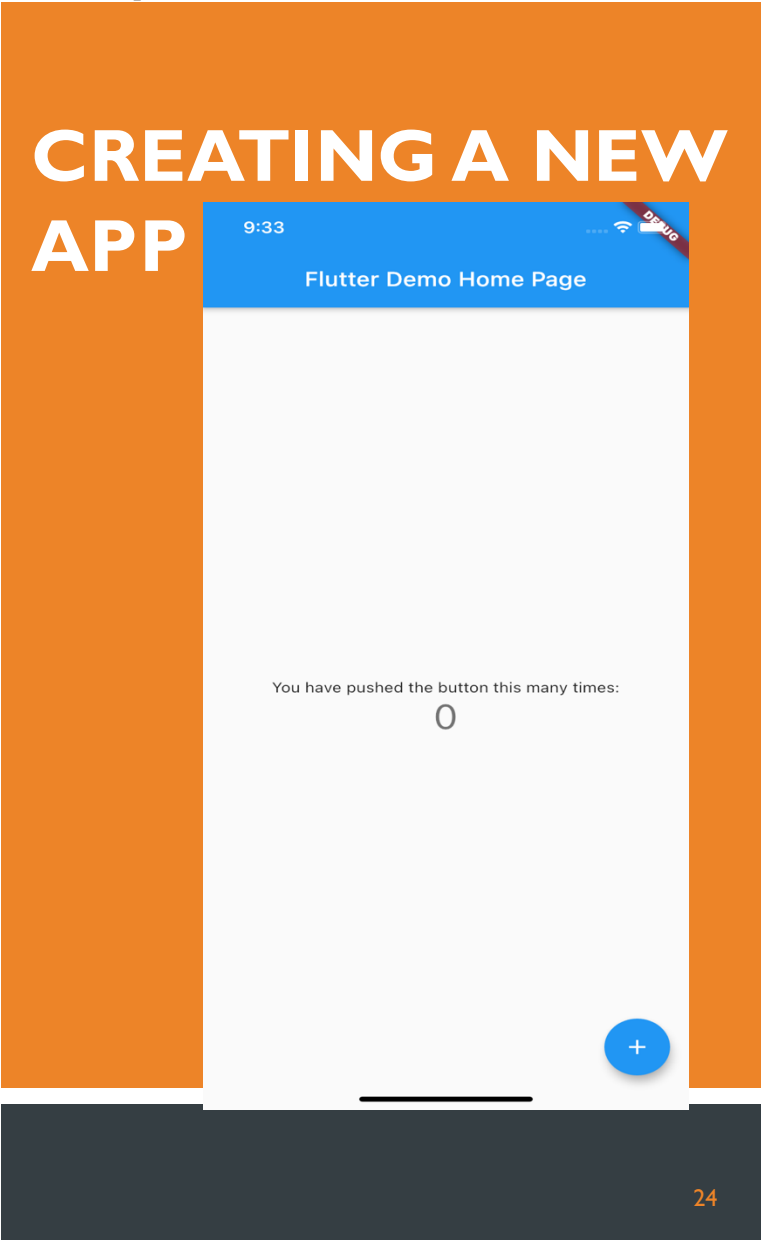 CREATING A NEW
APP
9:33
DEBUG
Flutter Demo Home Page
You have pushed the button this many times:
0
+
24